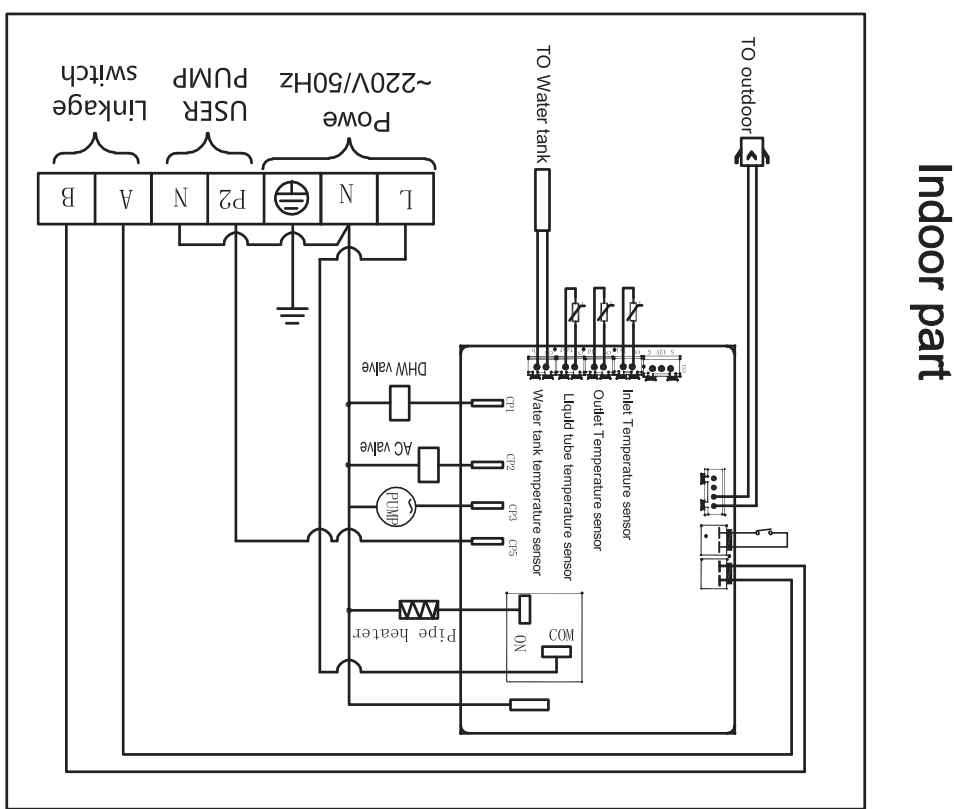 Indoor part
Linkage
switch
USER
PUMP
Powe
~220V/50Hz
B
A
N
P2
N
L
TO Water tank
TO outdoor
DHW valve
AC valve
PUMP
Pipe heater
CP1
CP2
CP3
CP5
Water tank temperature sensor
LIquid tube temperature sensor
Outlet Temperature sensor
Inlet Temperature sensor
G 12V S
ON
COM